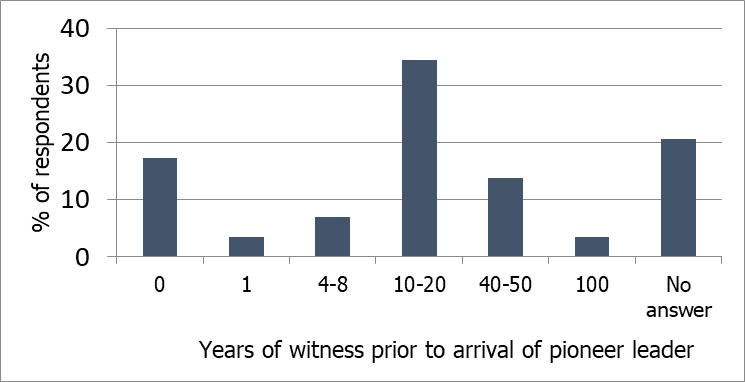 40
30
20
10
0
% of respondents
0 1 4-8 10-20 40-50 100 No
answer
Years of witness prior to arrival of pioneer leader